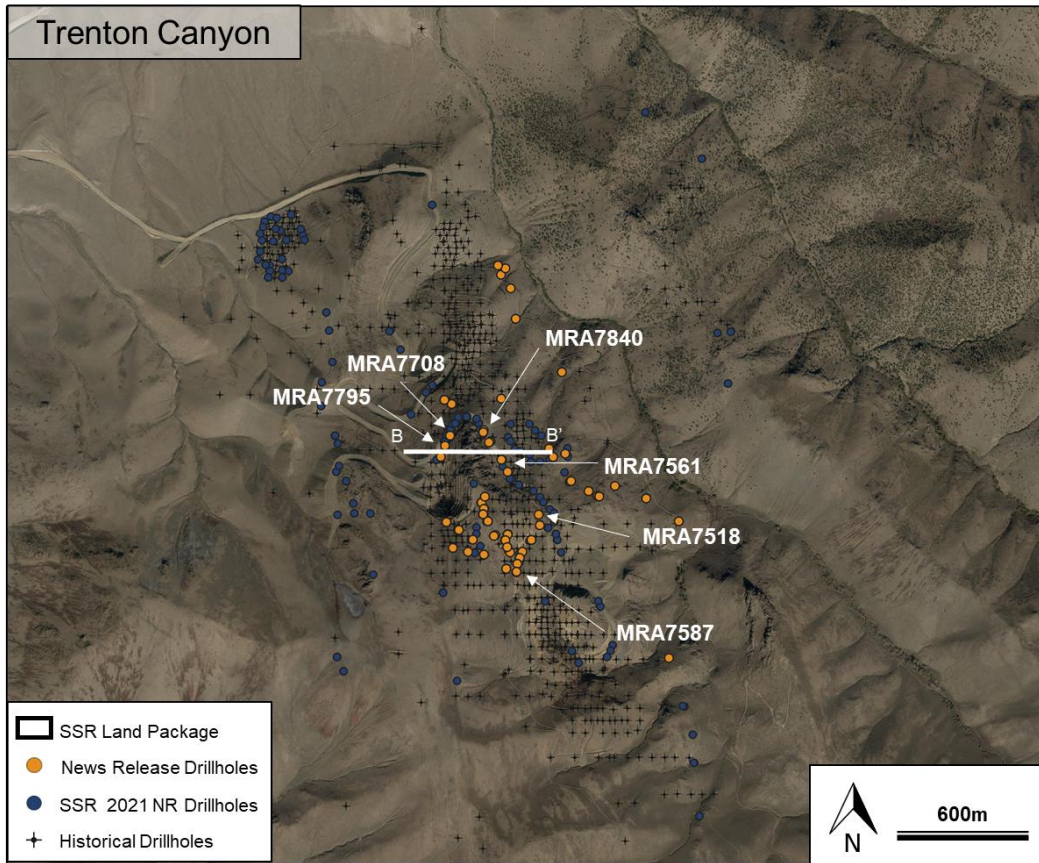 Trenton Canyon
MRA7840
MRA7708
MRA7795
B
B'
MRA7561
MRA7518
MRA7587
SSR Land Package
News Release Drillholes
SSR 2021 NR Drillholes
Historical Drillholes
N
600m